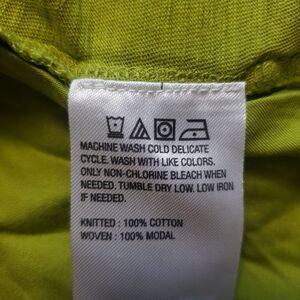 MACHINE WASH COLD DELICATE
CYCLE. WASH WITH LIKE COLORS.
ONLY NON-CHLORINE BLEACH WHEN
NEEDED. TUMBLE DRY LOW. LOW IRON
IF NEEDED.
KNITTED : 100% COTTON
WOVEN : 100% MODAL